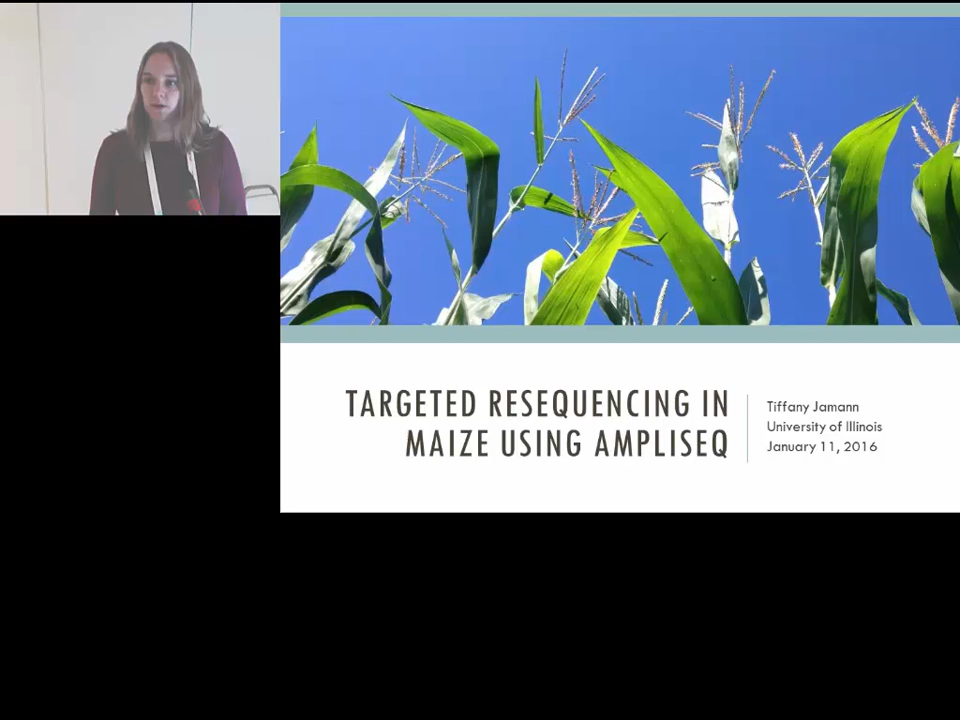 TARGETED RESEQUENCING IN
MAIZE USING AMPLISEQ
Tiffany Jamann
University of Illinois
January 11, 2016